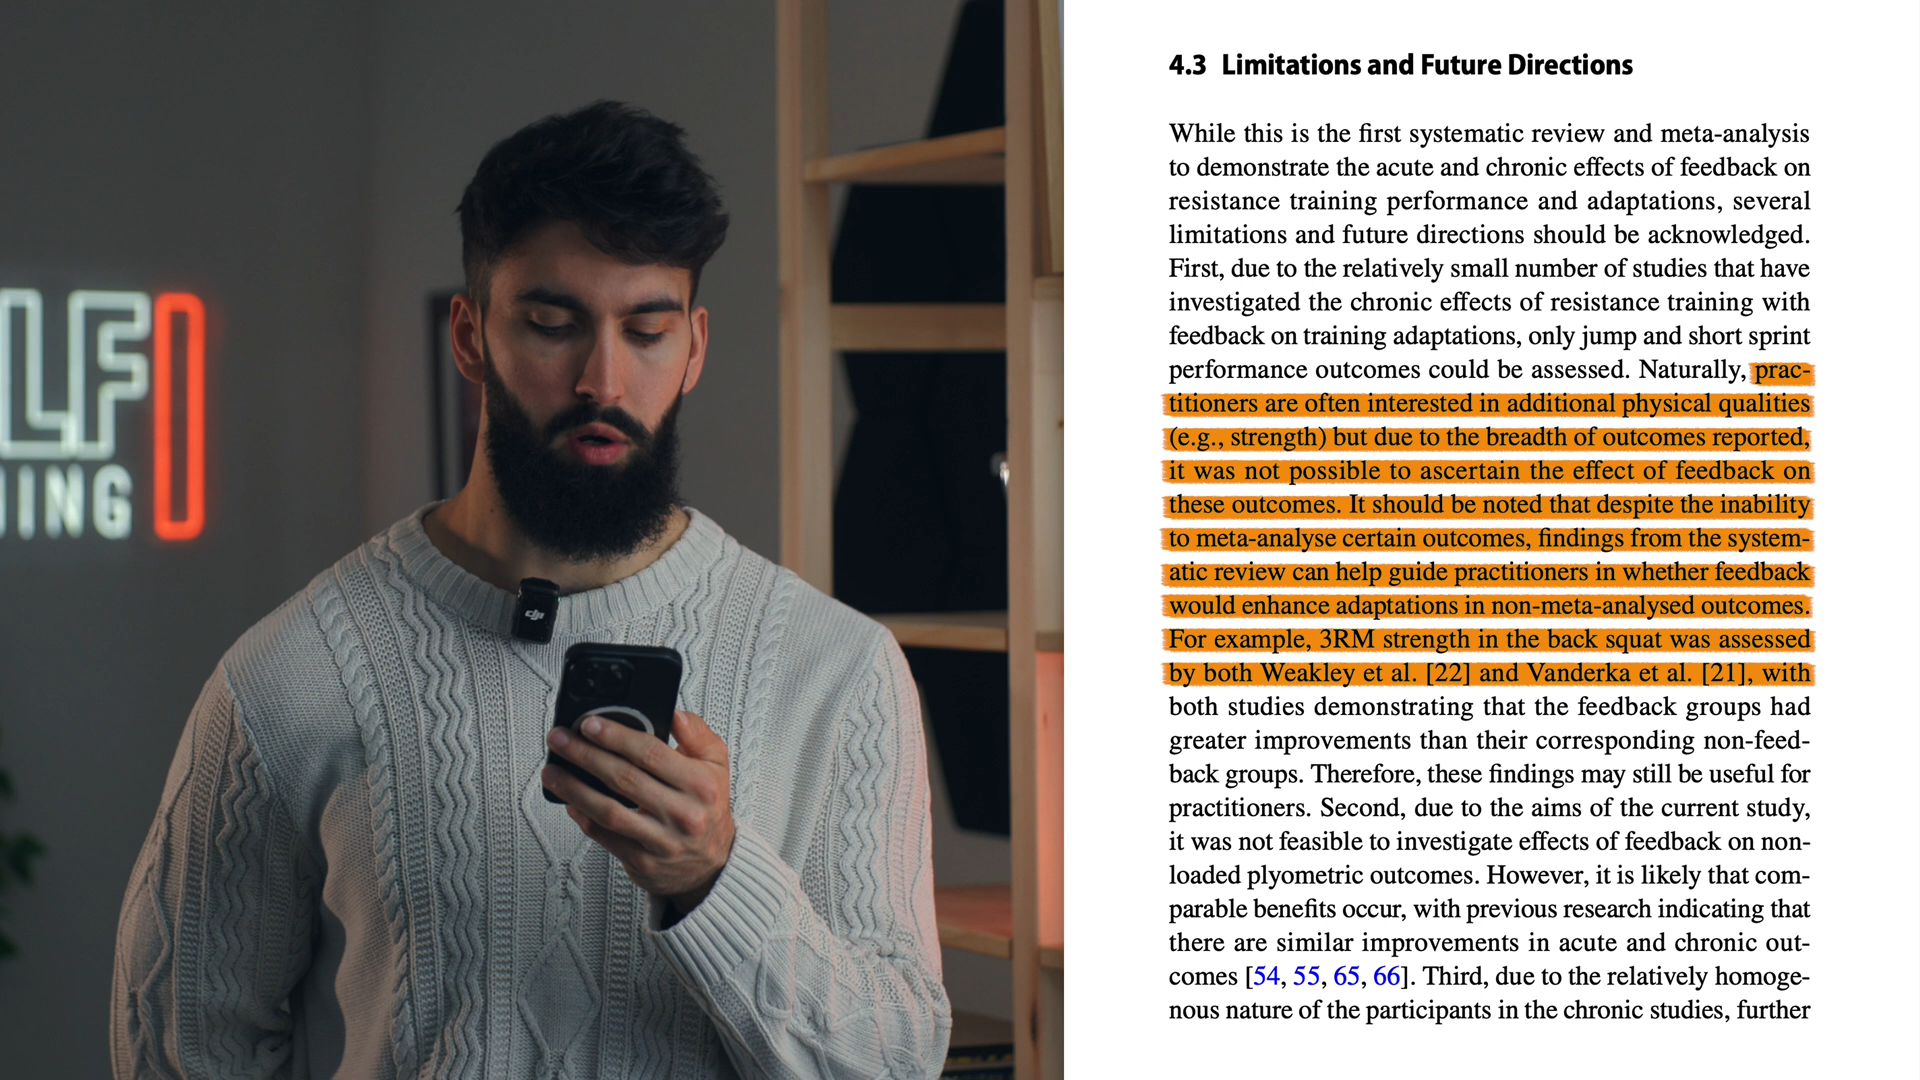 LF
NING
dji
4.3 Limitations and Future Directions
While this is the first systematic review and meta-analysis
to demonstrate the acute and chronic effects of feedback on
resistance training performance and adaptations, several
limitations and future directions should be acknowledged.
First, due to the relatively small number of studies that have
investigated the chronic effects of resistance training with
feedback on training adaptations, only jump and short sprint
performance outcomes could be assessed. Naturally, prac-
titioners are often interested in additional physical qualities
(e.g., strength) but due to the breadth of outcomes reported,
it was not possible to ascertain the effect of feedback on
these outcomes. It should be noted that despite the inability
to meta-analyse certain outcomes, findings from the system-
atic review can help guide practitioners in whether feedback
would enhance adaptations in non-meta-analysed outcomes.
For example, 3RM strength in the back squat was assessed
by both Weakley et al. [22] and Vanderka et al. [21], with
both studies demonstrating that the feedback groups had
greater improvements than their corresponding non-feed-
back groups. Therefore, these findings may still be useful for
practitioners. Second, due to the aims of the current study,
it was not feasible to investigate effects of feedback on non-
loaded plyometric outcomes. However, it is likely that com-
parable benefits occur, with previous research indicating that
there are similar improvements in acute and chronic out-
comes [54, 55, 65, 66]. Third, due to the relatively homoge-
nous nature of the participants in the chronic studies, further